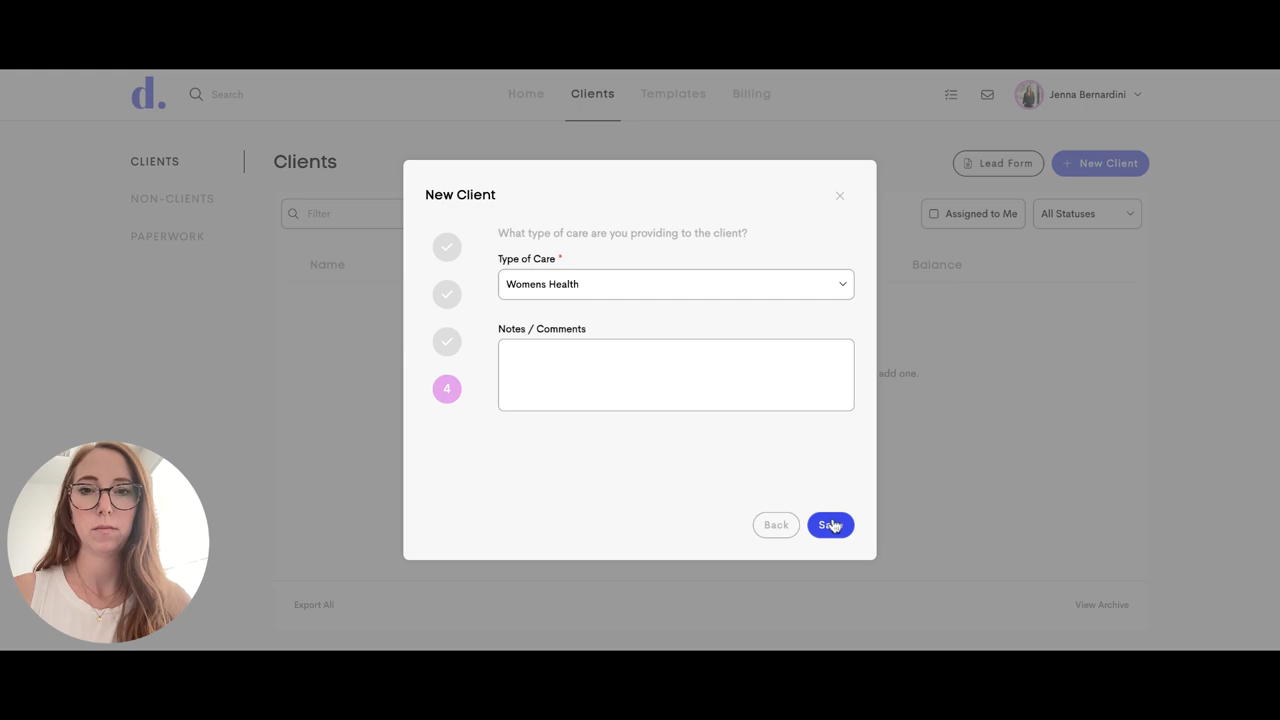 d.
Search
Home
Clients
Templates
Billing
Jenna Bernardini
CLIENTS
NON-CLIENTS
PAPERWORK
Clients
Lead Form
+ New Client
Filter
Assigned to Me
All Statuses
Name
Balance
add one.
New Client
What type of care are you providing to the client?
Type of Care *
Womens Health
Notes / Comments
4
Back
Export All
View Archive